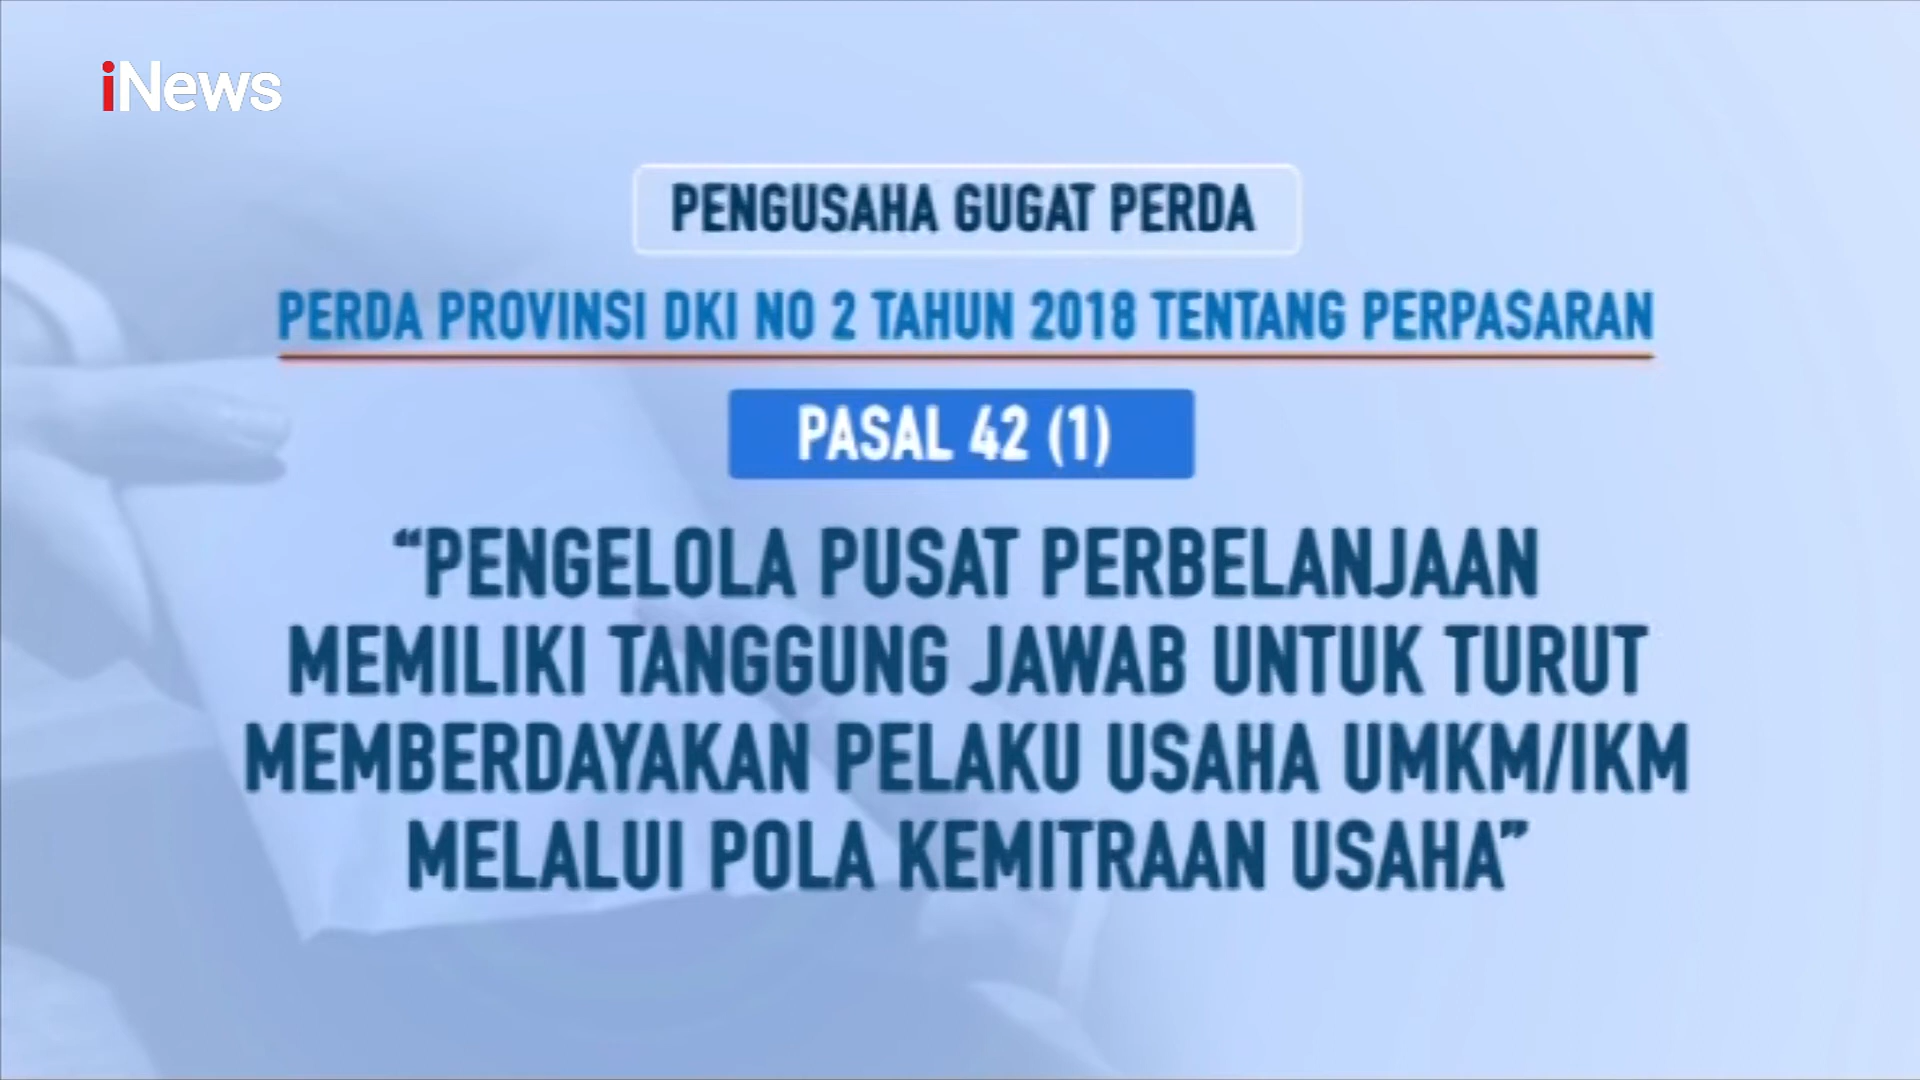 iNews
PENGUSAHA GUGAT PERDA
PERDA PROVINSI DKI NO 2 TAHUN 2018 TENTANG PERPASARAN
PASAL 42 (1)
“PENGELOLA PUSAT PERBELANJAAN
MEMILIKI TANGGUNG JAWAB UNTUK TURUT
MEMBERDAYAKAN PELAKU USAHA UMKM/IKM
MELALUI POLA KEMITRAAN USAHA”